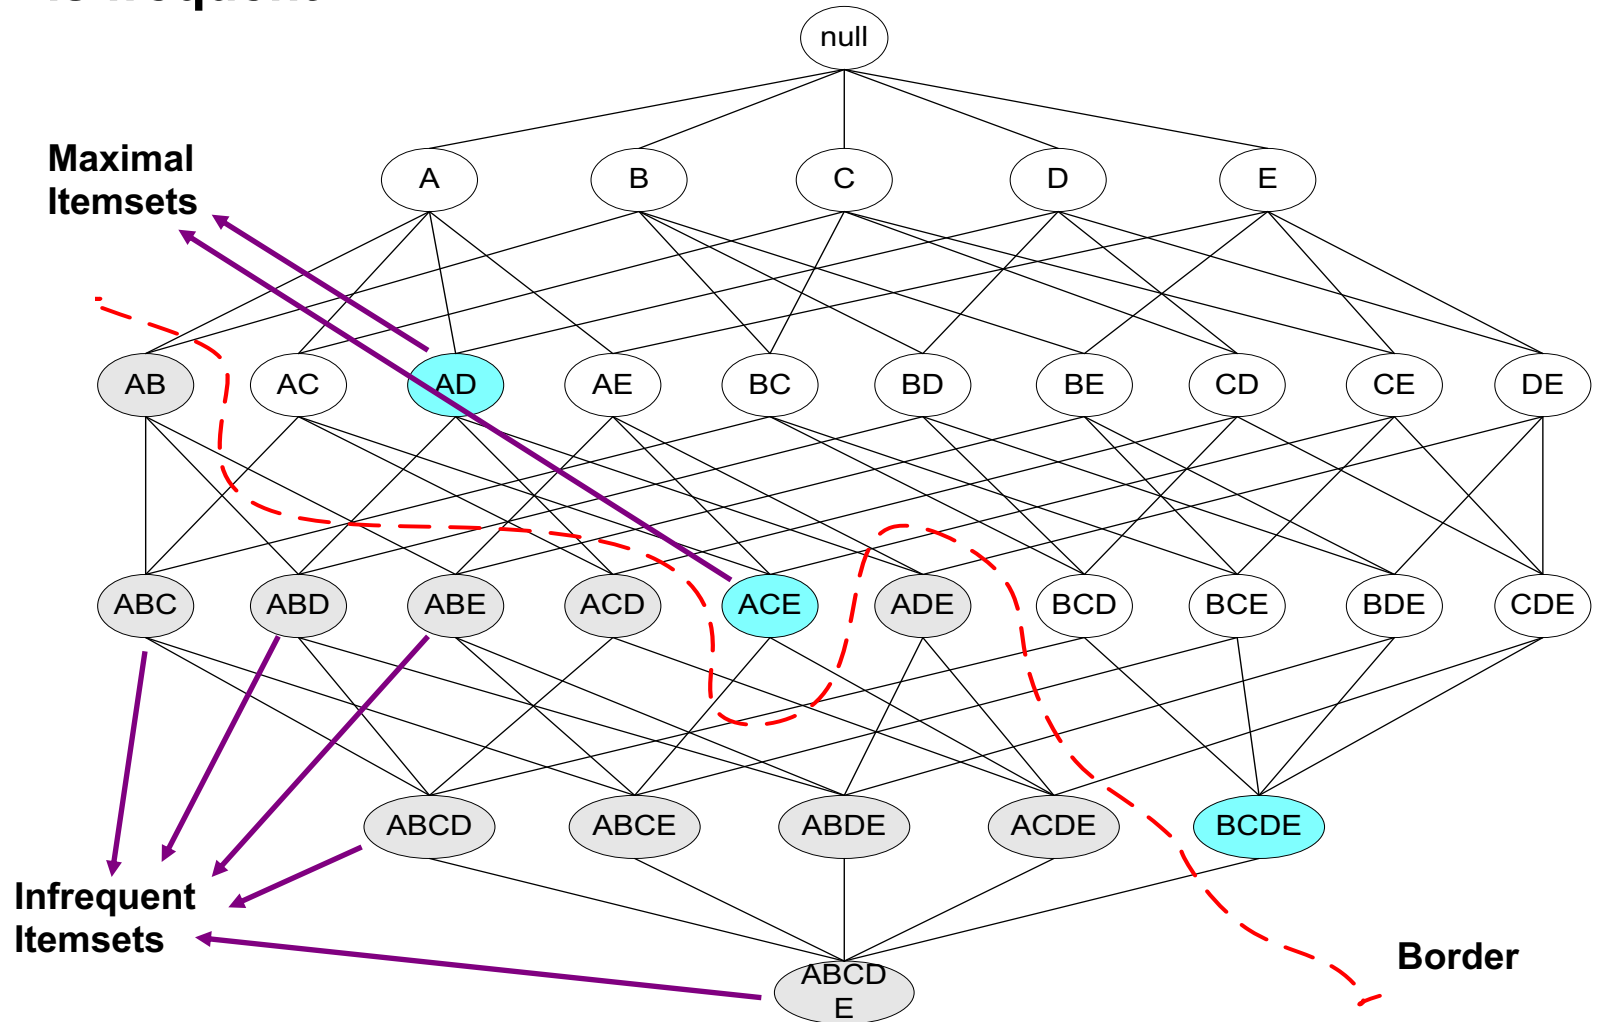 null
Maximal
Itemsets
A B C D E
AB AC AD AE BC BD BE CD CE DE
ABC ABD ABE ACD ACE ADE BCD BCE BDE CDE
ABCD ABCE ABDE ACDE BCDE
Infrequent
Itemsets
Border
ABCD
E